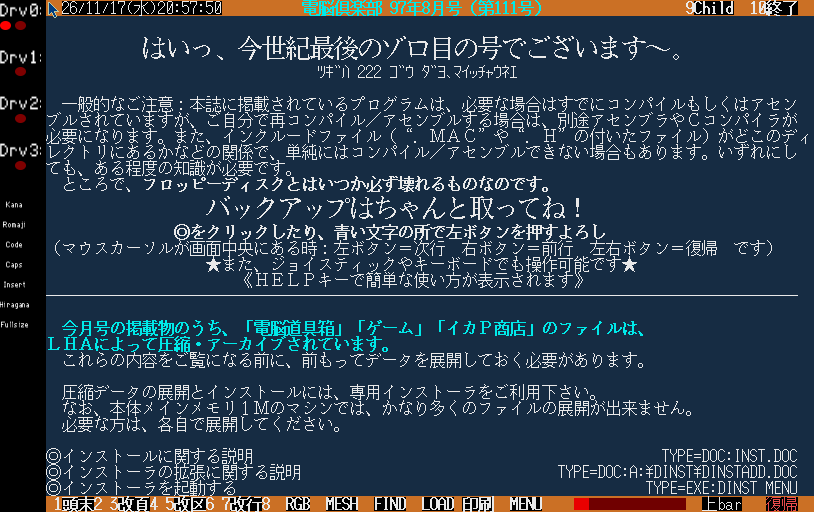 Drv0:
Drv1:
Drv2:
Drv3:
Kana
Romaji
Code
Caps
Insert
Hiragana
Fullsize
26/11/17(水)20:57:50 電脳倶楽部 97年8月号 (第111号) 9Child 10終了
はいっ、今世紀最後のゾロ目の号でございます〜。
ﾂｷﾞﾊ 222 ｺﾞｳ ﾀﾞﾖ､ﾏｲｯﾁｬｳﾈｴ
一般的なご注意：本誌に掲載されているプログラムは、必要な場合はすでにコンパイルもしくはアセン
ブルされていますが、ご自分で再コンパイル／アセンブルする場合は、別途アセンブラやＣコンパイラが
必要になります。また、インクルードファイル（“．ＭＡＣ”や“．Ｈ”の付いたファイル）がどこのディ
レクトリにあるかなどの関係で、単純にはコンパイル／アセンブルできない場合もあります。いずれにし
ても、ある程度の知識が必要です。
ところで、フロッピーディスクとはいつか必ず壊れるものなのです。
バックアップはちゃんと取ってね！
◎をクリックしたり、青い文字の所で左ボタンを押すよろし
（マウスカーソルが画面中央にある時：左ボタン＝次行　右ボタン＝前行　左右ボタン＝復帰　です）
★また、ジョイスティックやキーボードでも操作可能です★
《ＨＥＬＰキーで簡単な使い方が表示されます》
今月号の掲載物のうち、「電脳道具箱」「ゲーム」「イカＰ商店」のファイルは、
ＬＨＡによって圧縮・アーカイブされています。
これらの内容をご覧になる前に、前もってデータを展開しておく必要があります。
圧縮データの展開とインストールには、専用インストーラをご利用下さい。
なお、本体メインメモリ１Ｍのマシンでは、かなり多くのファイルの展開が出来ません。
必要な方は、各自で展開してください。
◎インストールに関する説明 TYPE=DOC:INST.DOC
◎インストーラの拡張に関する説明 TYPE=DOC:A:¥DINST¥DINSTADD.DOC
◎インストーラを起動する TYPE=EXE:DINST MENU
1頭末2 3改頁4 5改区6 7改行8 RGB MESH FIND LOAD 印刷 MENU 上bar 復帰